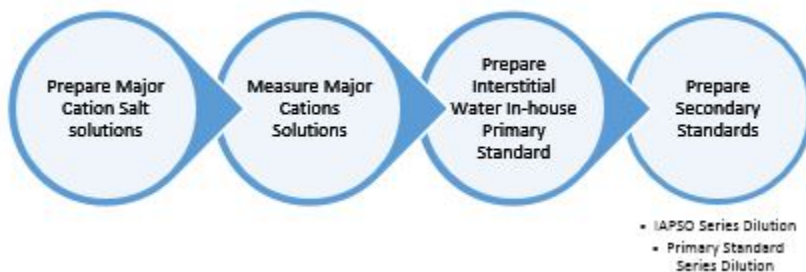 Prepare Major
Cation Salt
solutions
Measure Major
Cations
Solutions
Prepare
Interstitial
Water In-house
Primary
Standard
Prepare
Secondary
Standards
• IAPSO Series Dilution
• Primary Standard
Series Dilution